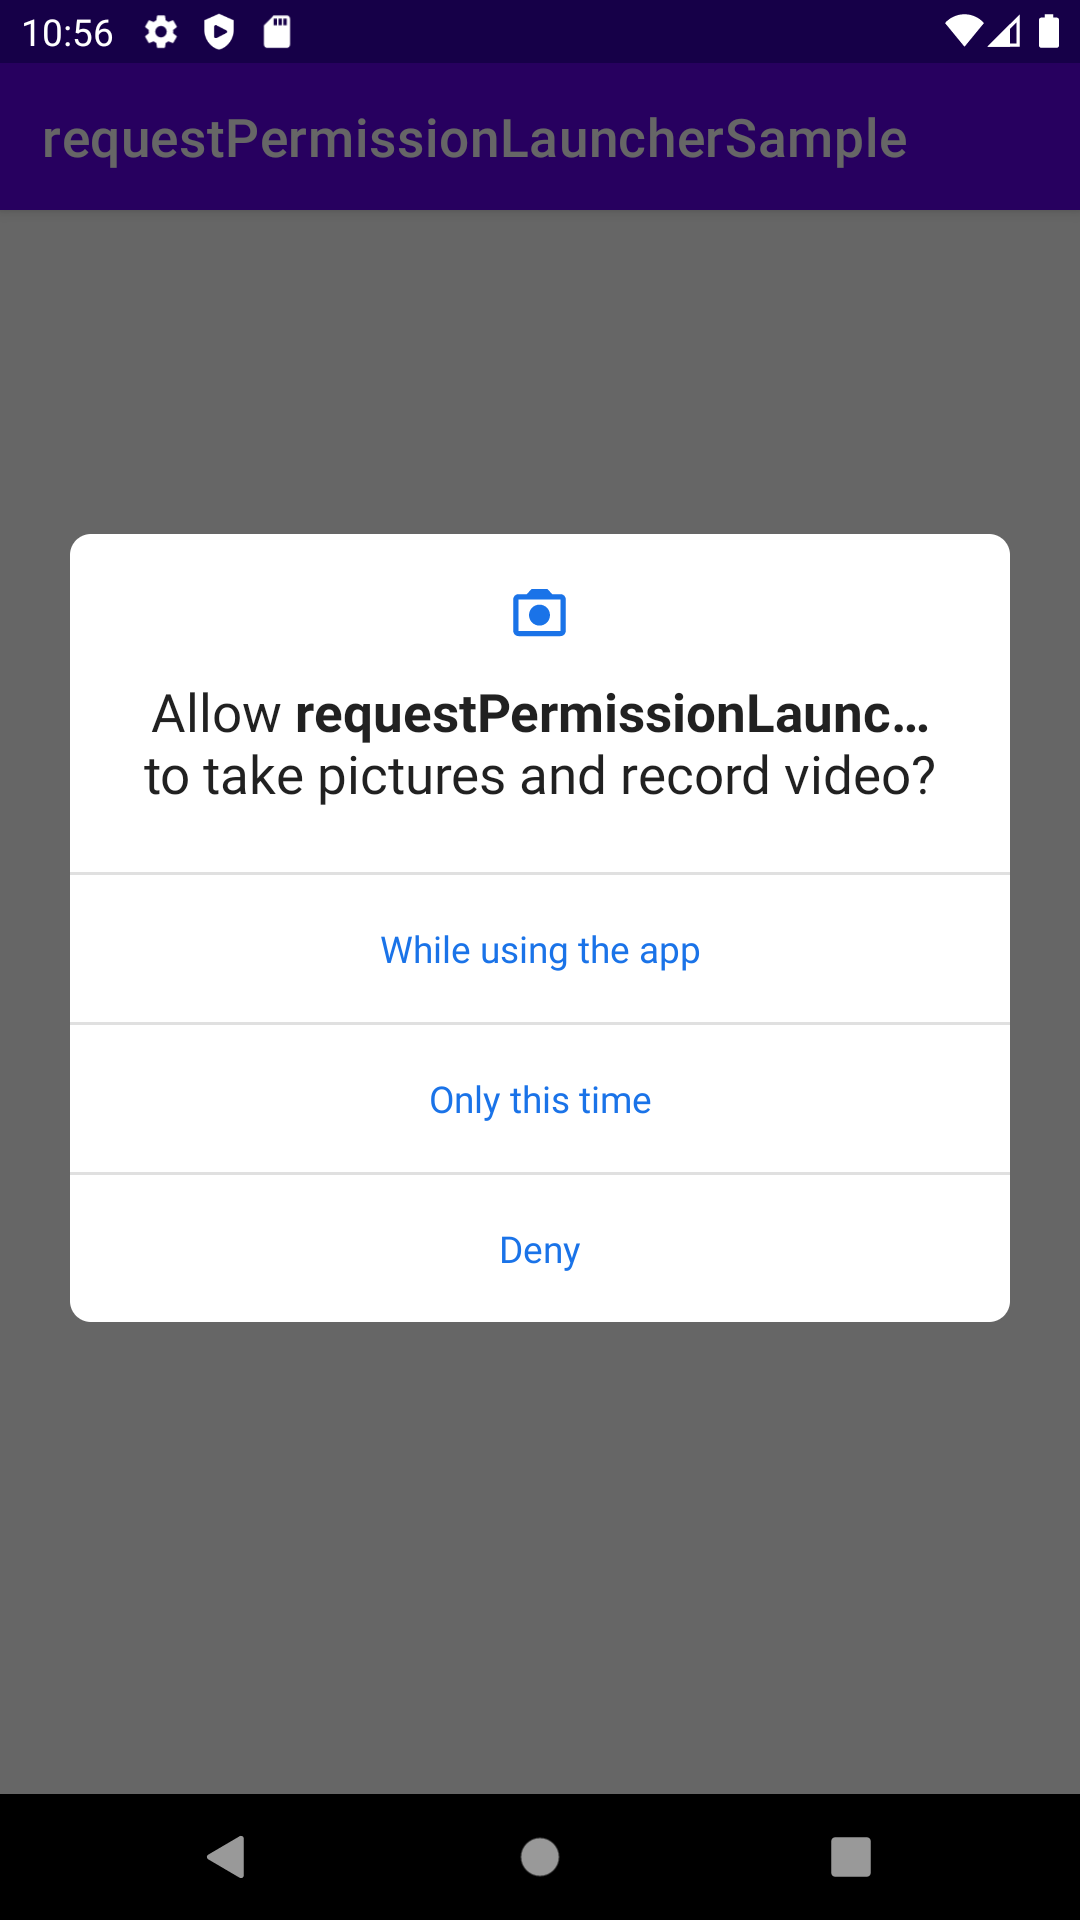 10:56
requestPermissionLauncherSample
Allow requestPermissionLaunc…
to take pictures and record video?
While using the app
Only this time
Deny